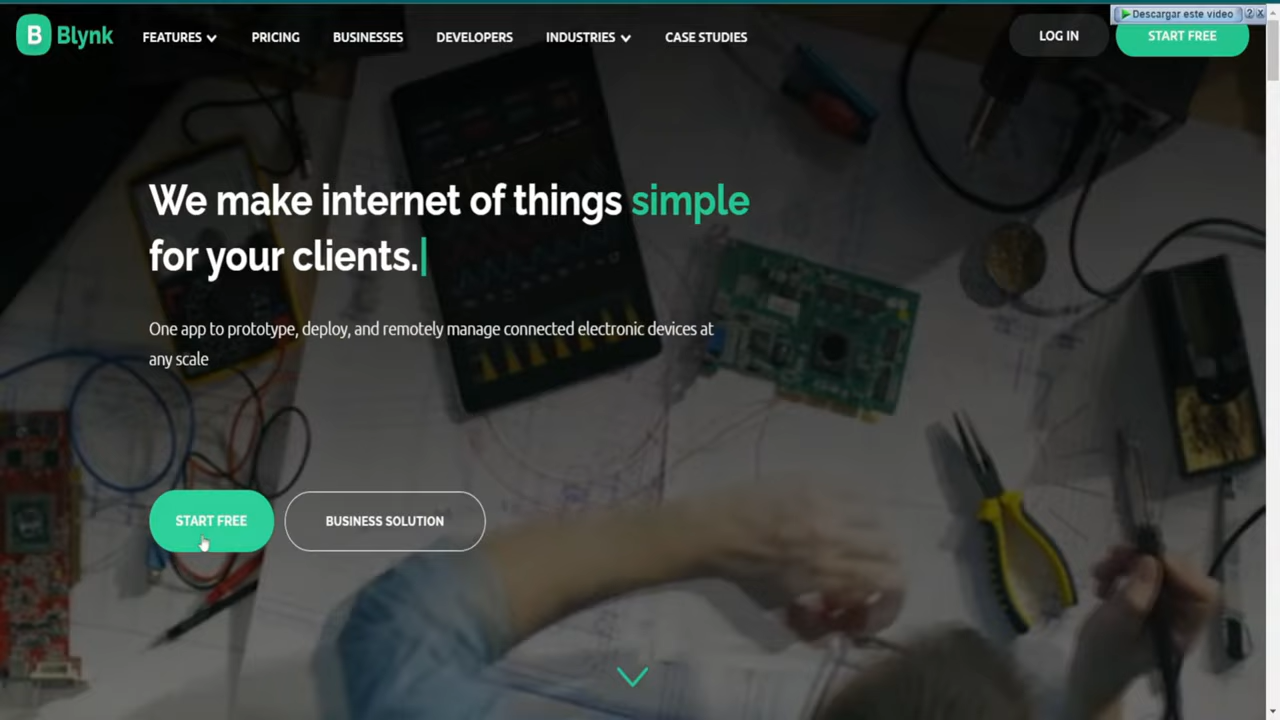 Descargar este video ? X
B Blynk FEATURES PRICING BUSINESSES DEVELOPERS INDUSTRIES CASE STUDIES LOG IN START FREE
We make internet of things simple
for your clients.
One app to prototype, deploy, and remotely manage connected electronic devices at
any scale
START FREE BUSINESS SOLUTION